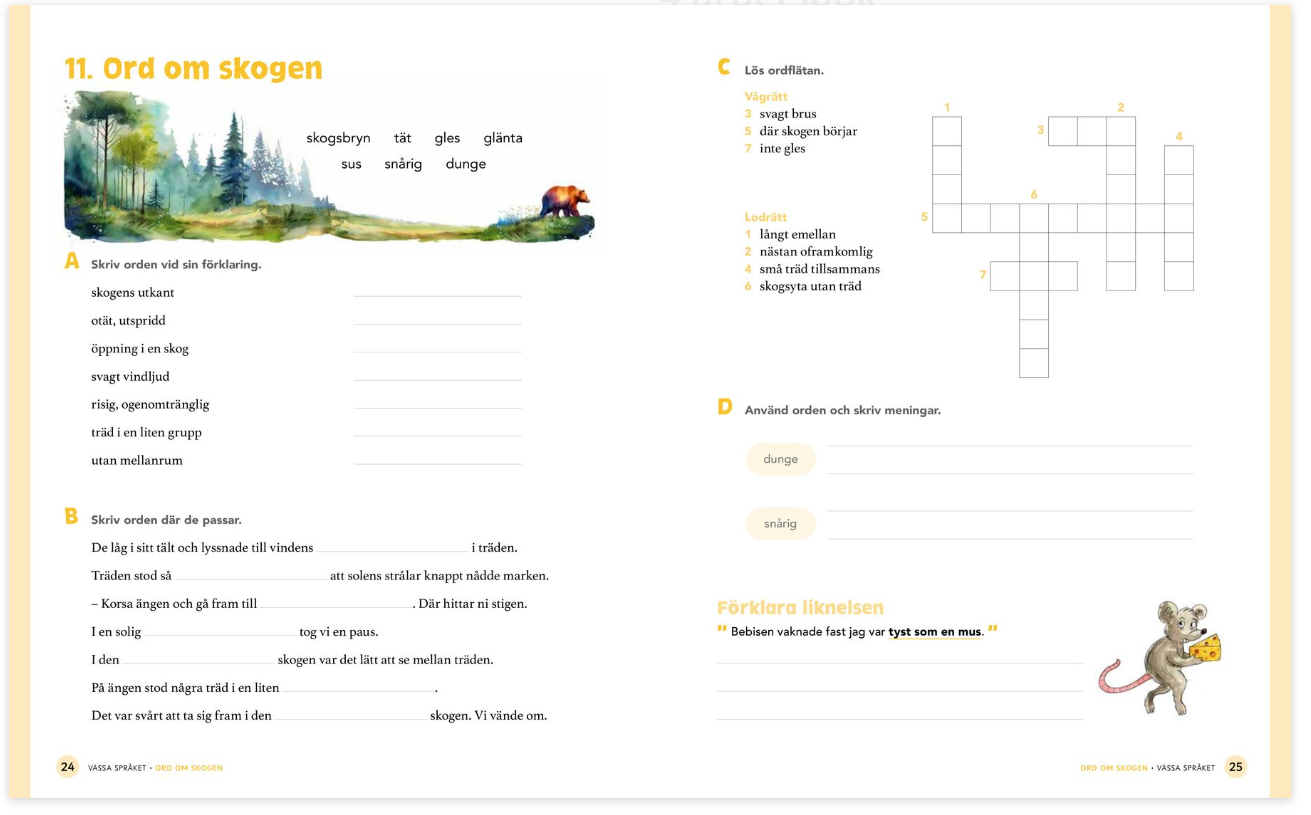 11. Ord om skogen
skogsbryn tät gles glänta
sus snårig dunge
A Skriv orden vid sin förklaring.
skogens utkant
otät, utspridd
öppning i en skog
svagt vindljud
risig, ogenomtränglig
träd i en liten grupp
utan mellanrum
B Skriv orden där de passar.
De låg i sitt tält och lyssnade till vindens i träden.
Träden stod så att solens strålar knappt nådde marken.
– Korsa ängen och gå fram till . Där hittar ni stigen.
I en solig tog vi en paus.
I den skogen var det lätt att se mellan träden.
På ängen stod några träd i en liten .
Det var svårt att ta sig fram i den skogen. Vi vände om.
24 VÄSSA SPRÅKET • ORD OM SKOGEN
C Lös ordflätan.
Vågrätt
3 svagt brus
5 där skogen börjar
7 inte gles
Lodrätt
1 långt emellan
2 nästan oframkomlig
4 små träd tillsammans
6 skogsyta utan träd
1 2
3 4
6
5
7
D Använd orden och skriv meningar.
dunge
snårig
Förklara liknelsen
" Bebisen vaknade fast jag var tyst som en mus. "
ORD OM SKOGEN • VÄSSA SPRÅKET 25